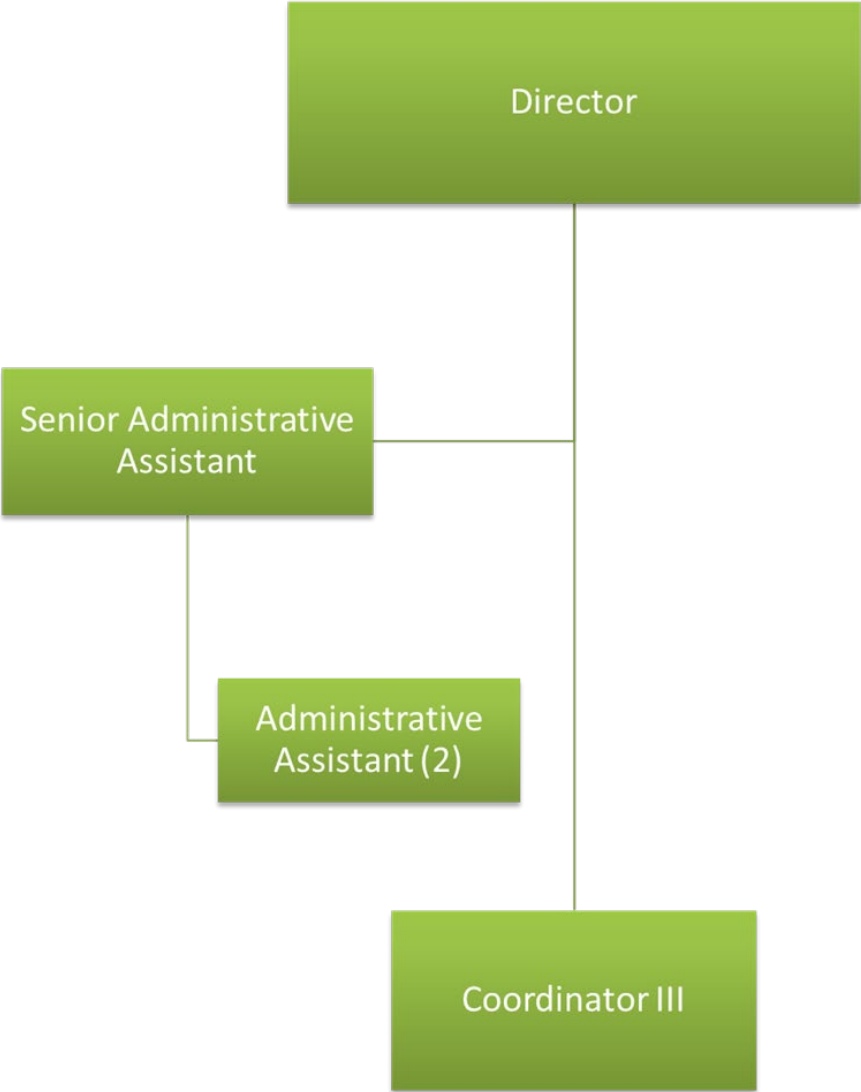 Director
Senior Administrative
Assistant
Administrative
Assistant (2)
Coordinator III